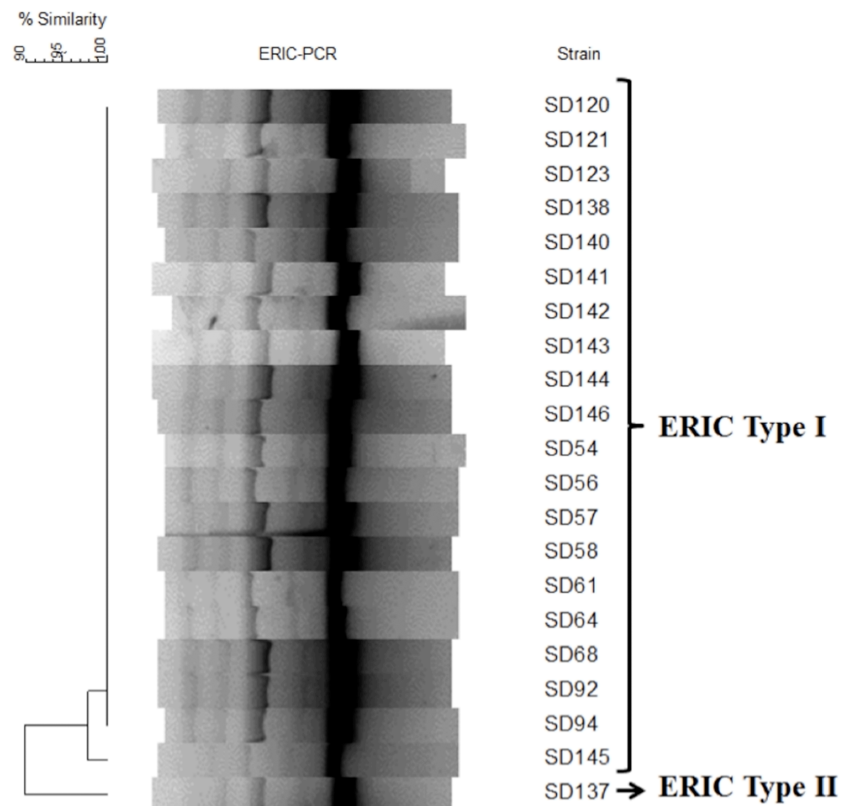 % Similarity
90 95 100
ERIC-PCR
Strain
SD120
SD121
SD123
SD138
SD140
SD141
SD142
SD143
SD144
SD146
SD54
SD56
SD57
SD58
SD61
SD64
SD68
SD92
SD94
SD145
SD137
ERIC Type I
ERIC Type II